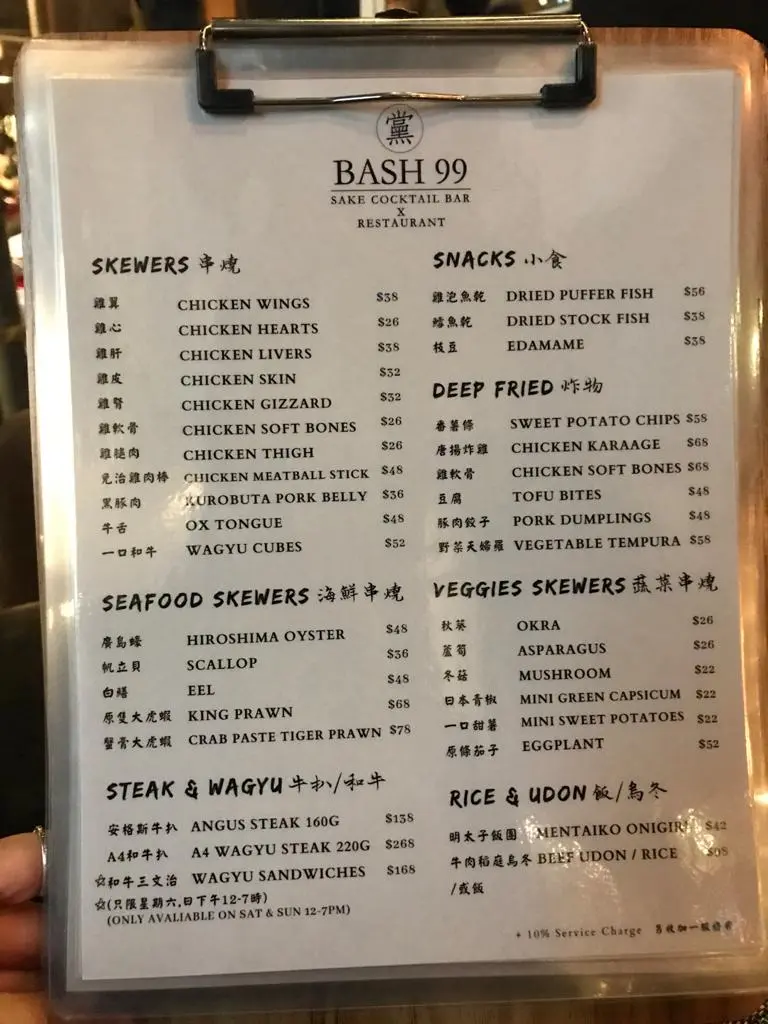 黨
BASH 99
SAKE COCKTAIL BAR
X
RESTAURANT
SKEWERS 串燒
雞翼 CHICKEN WINGS $38
雞心 CHICKEN HEARTS $26
雞肝 CHICKEN LIVERS $38
雞皮 CHICKEN SKIN $32
雞腎 CHICKEN GIZZARD $32
雞軟骨 CHICKEN SOFT BONES $26
雞腿肉 CHICKEN THIGH $26
免治雞肉棒 CHICKEN MEATBALL STICK $48
黑豚肉 KUROBUTA PORK BELLY $36
牛舌 OX TONGUE $48
一口和牛 WAGYU CUBES $52
SEAFOOD SKEWERS 海鮮串燒
廣島蠔 HIROSHIMA OYSTER $48
帆立貝 SCALLOP $36
白鱔 EEL $48
原隻大虎蝦 KING PRAWN $68
蟹膏大虎蝦 CRAB PASTE TIGER PRAWN $78
STEAK & WAGYU 牛扒/和牛
安格斯牛扒 ANGUS STEAK 160G $138
A4和牛扒 A4 WAGYU STEAK 220G $268
☆和牛三文治 WAGYU SANDWICHES $168
☆(只限星期六,日下午12-7時)
(ONLY AVALIABLE ON SAT & SUN 12-7PM)
SNACKS 小食
雞泡魚乾 DRIED PUFFER FISH $56
鱈魚乾 DRIED STOCK FISH $38
枝豆 EDAMAME $38
DEEP FRIED 炸物
番薯條 SWEET POTATO CHIPS $58
唐揚炸雞 CHICKEN KARAAGE $68
雞軟骨 CHICKEN SOFT BONES $68
豆腐 TOFU BITES $48
豚肉餃子 PORK DUMPLINGS $48
野菜天婦羅 VEGETABLE TEMPURA $58
VEGGIES SKEWERS 蔬菜串燒
秋葵 OKRA $26
蘆筍 ASPARAGUS $26
冬菇 MUSHROOM $22
日本青椒 MINI GREEN CAPSICUM $22
一口甜薯 MINI SWEET POTATOES $22
原條茄子 EGGPLANT $52
RICE & UDON 飯/烏冬
明太子飯團 MENTAIKO ONIGIRI $42
牛肉稻庭烏冬 BEEF UDON / RICE
/或飯
+ 10% Service Charge 另收加一服務費